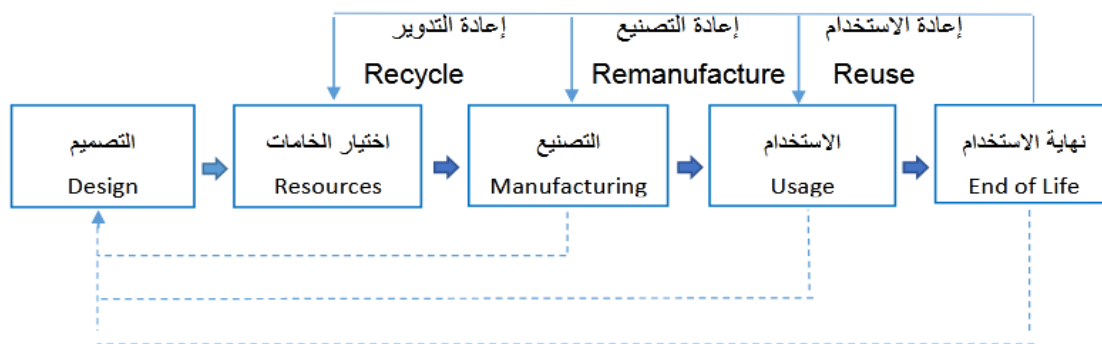 إعادة الاستخدام
إعادة التصنيع
إعادة التدوير
Recycle
Remanufacture
Reuse
التصميم
Design
اختيار الخامات
Resources
التصنيع
Manufacturing
الاستخدام
Usage
نهاية الاستخدام
End of Life